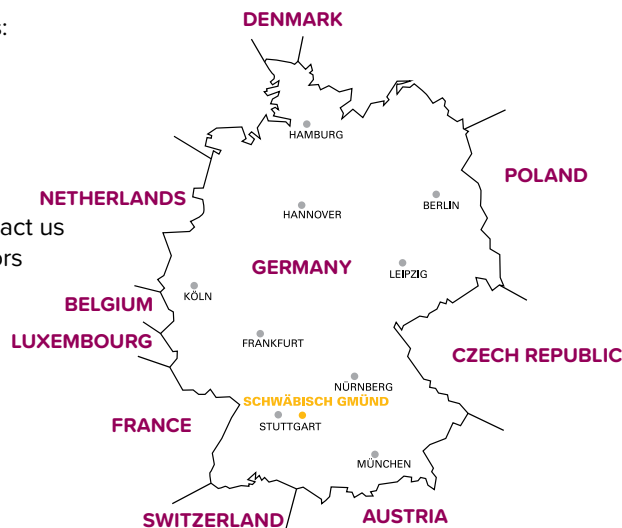 DENMARK
s:
HAMBURG
POLAND
NETHERLANDS
BERLIN
HANNOVER
act us
ors
GERMANY
LEIPZIG
KÖLN
BELGIUM
LUXEMBOURG
FRANKFURT
CZECH REPUBLIC
NÜRNBERG
SCHWÄBISCH GMÜND
FRANCE
STUTTGART
MÜNCHEN
SWITZERLAND
AUSTRIA